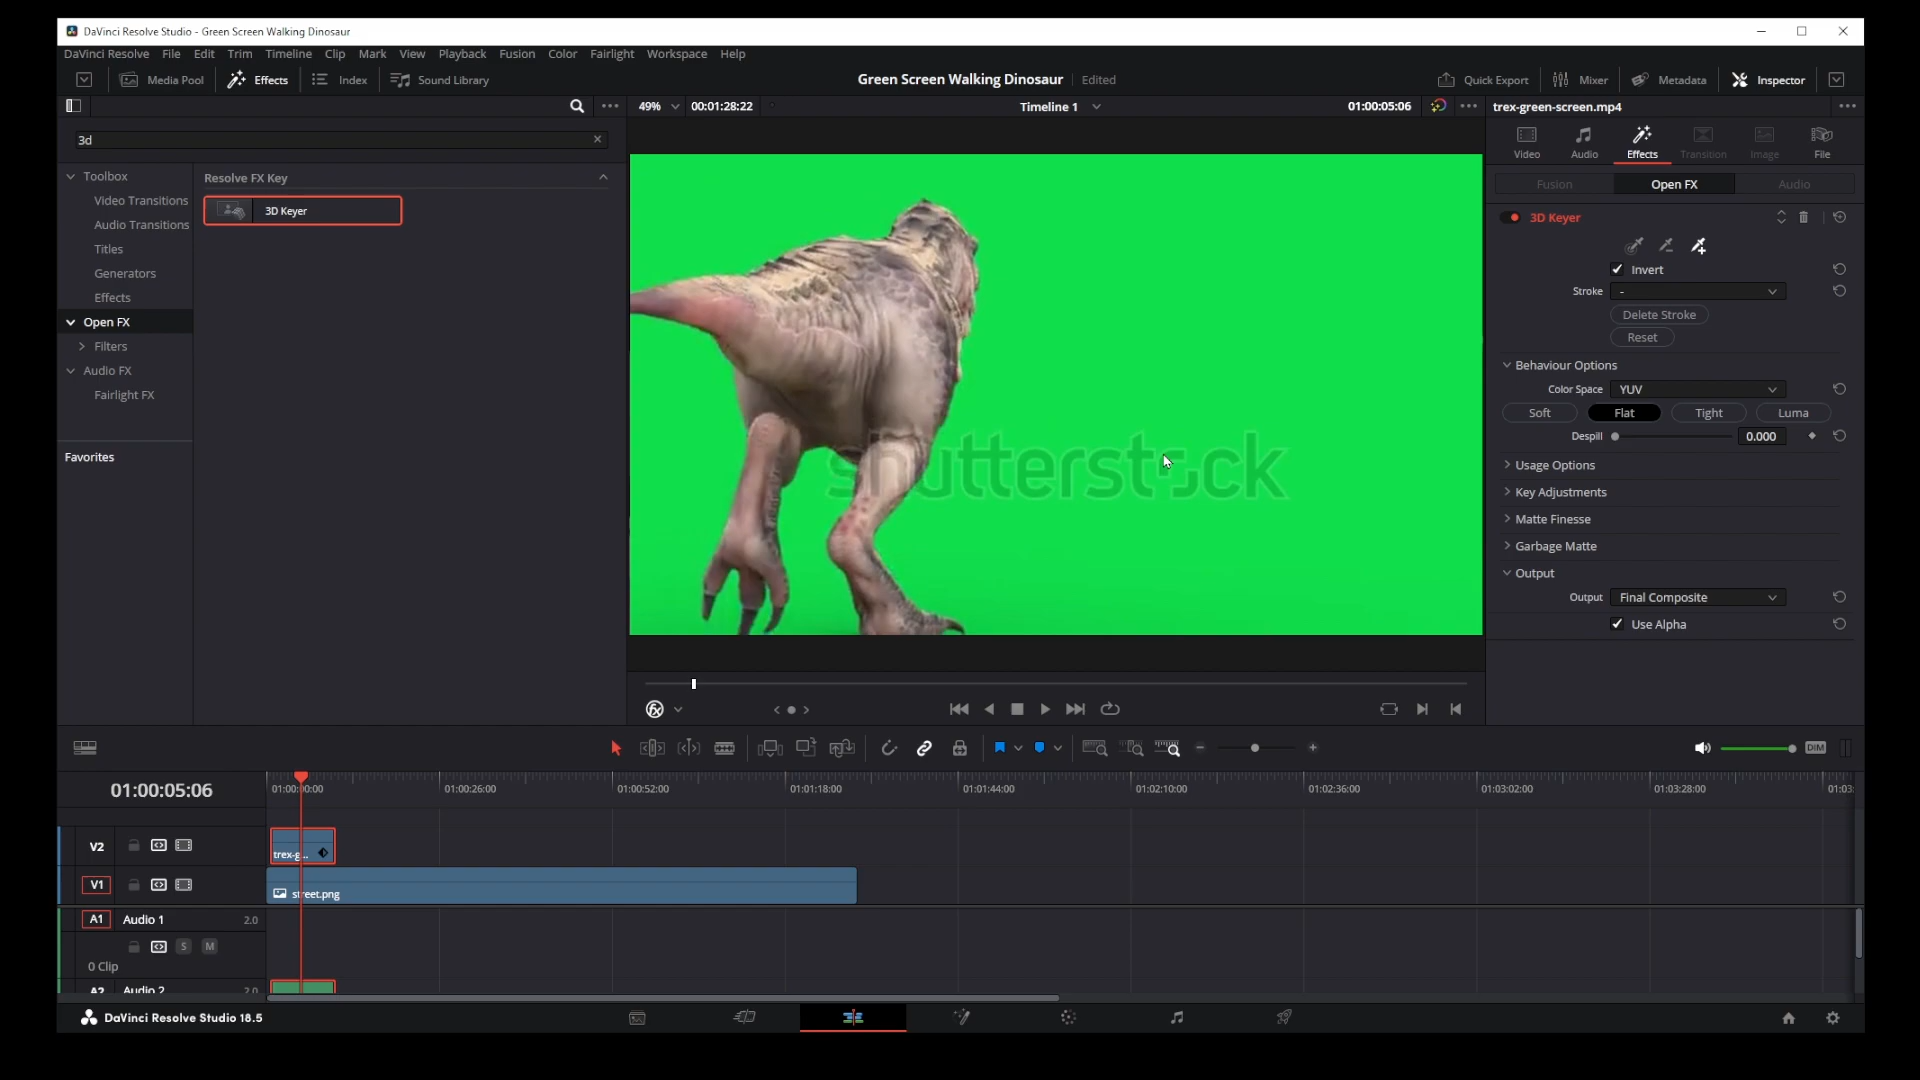 DaVinci Resolve Studio - Green Screen Walking Dinosaur
DaVinci Resolve File Edit Trim Timeline Clip Mark View Playback Fusion Color Fairlight Workspace Help
Media Pool Effects Index Sound Library
Green Screen Walking Dinosaur Edited
Quick Export Mixer Metadata Inspector
49% 00:01:28:22 Timeline 1 01:00:05:06
trex-green-screen.mp4
3d
Toolbox
Video Transitions
Audio Transitions
Titles
Generators
Effects
Open FX
Filters
Audio FX
Fairlight FX
Favorites
Resolve FX Key
3D Keyer
shutterstock
Video Audio Effects Transition Image File
Fusion Open FX Audio
3D Keyer
Invert
Stroke -
Delete Stroke
Reset
Behaviour Options
Color Space YUV
Soft Flat Tight Luma
Despill 0.000
Usage Options
Key Adjustments
Matte Finesse
Garbage Matte
Output
Output Final Composite
Use Alpha
fx
DIM
01:00:05:06
01:00:00:00 01:00:26:00 01:00:52:00 01:01:18:00 01:01:44:00 01:02:10:00 01:02:36:00 01:03:02:00 01:03:28:00 01:03:
V2
trex-g...
V1
street.png
A1 Audio 1 2.0
S M
0 Clip
A2 Audio 2 2.0
DaVinci Resolve Studio 18.5